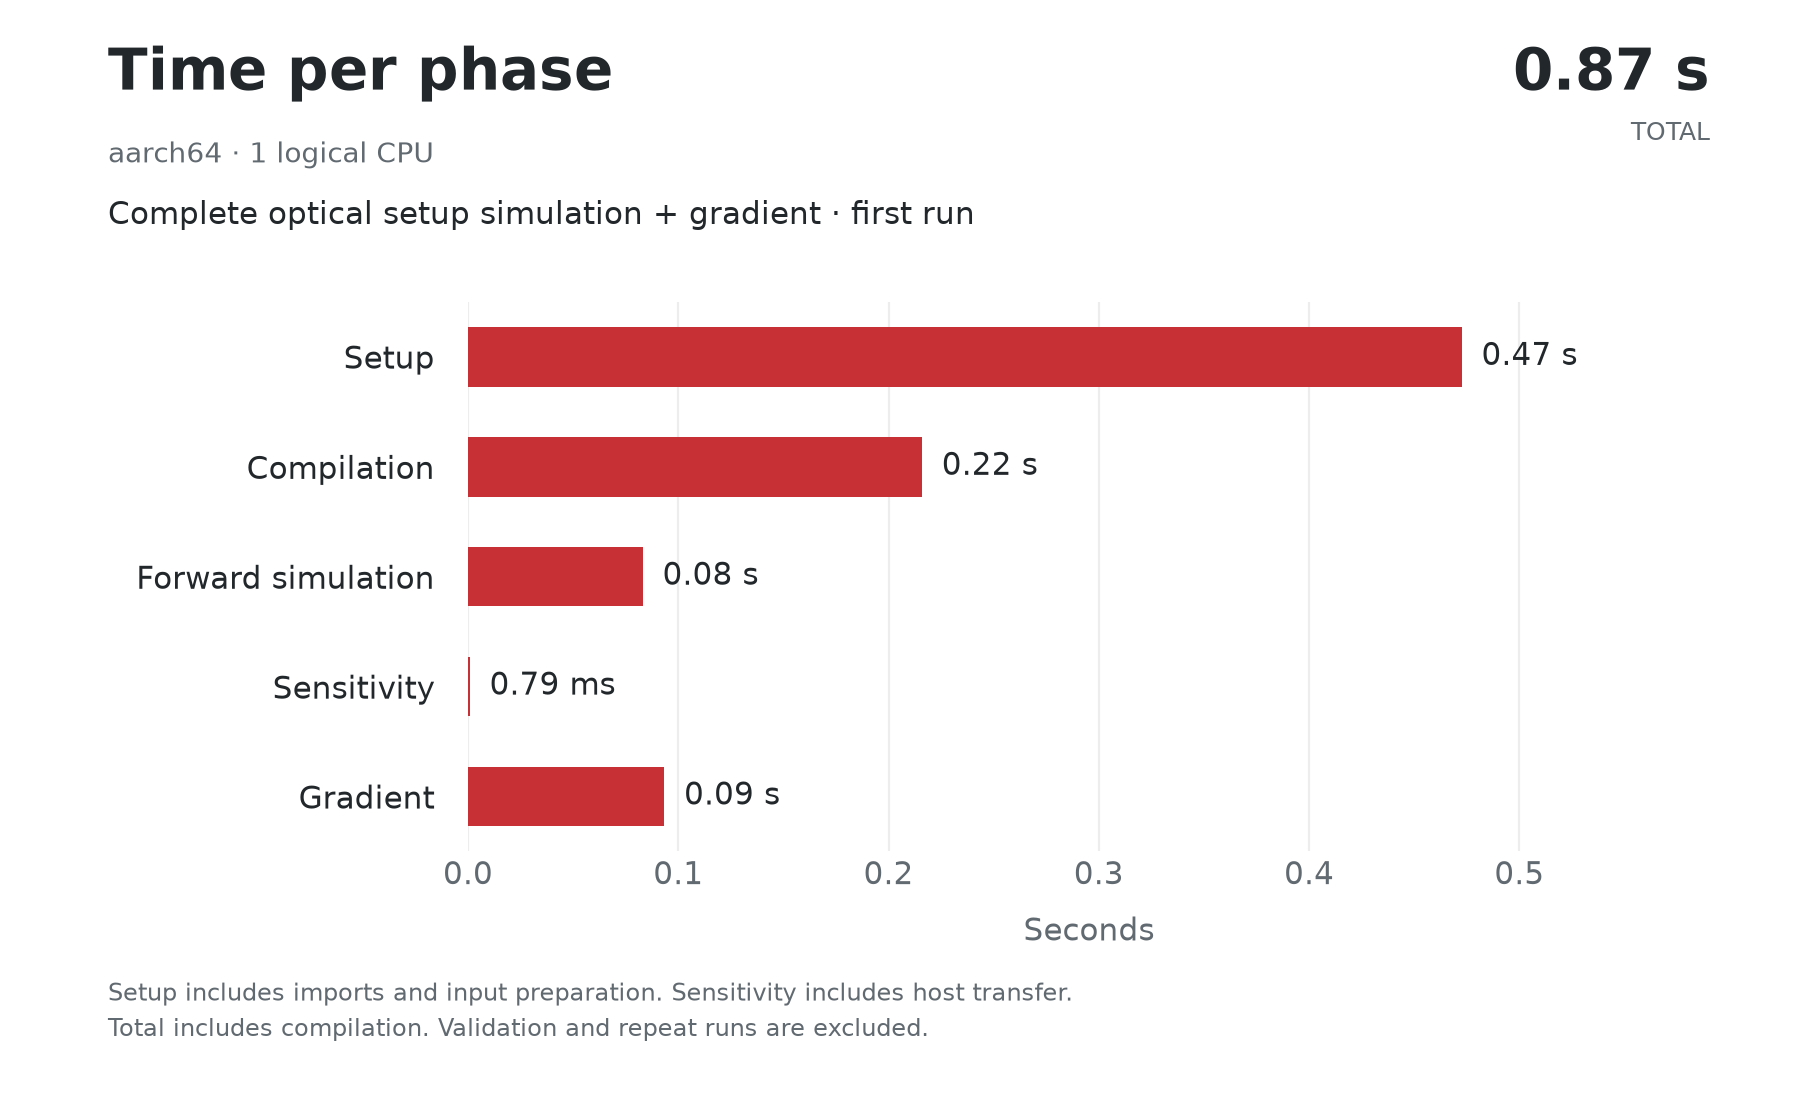 Time per phase
0.87 s
TOTAL
aarch64 · 1 logical CPU
Complete optical setup simulation + gradient · first run
Setup
0.47 s
Compilation
0.22 s
Forward simulation
0.08 s
Sensitivity
0.79 ms
Gradient
0.09 s
0.0 0.1 0.2 0.3 0.4 0.5
Seconds
Setup includes imports and input preparation. Sensitivity includes host transfer.
Total includes compilation. Validation and repeat runs are excluded.